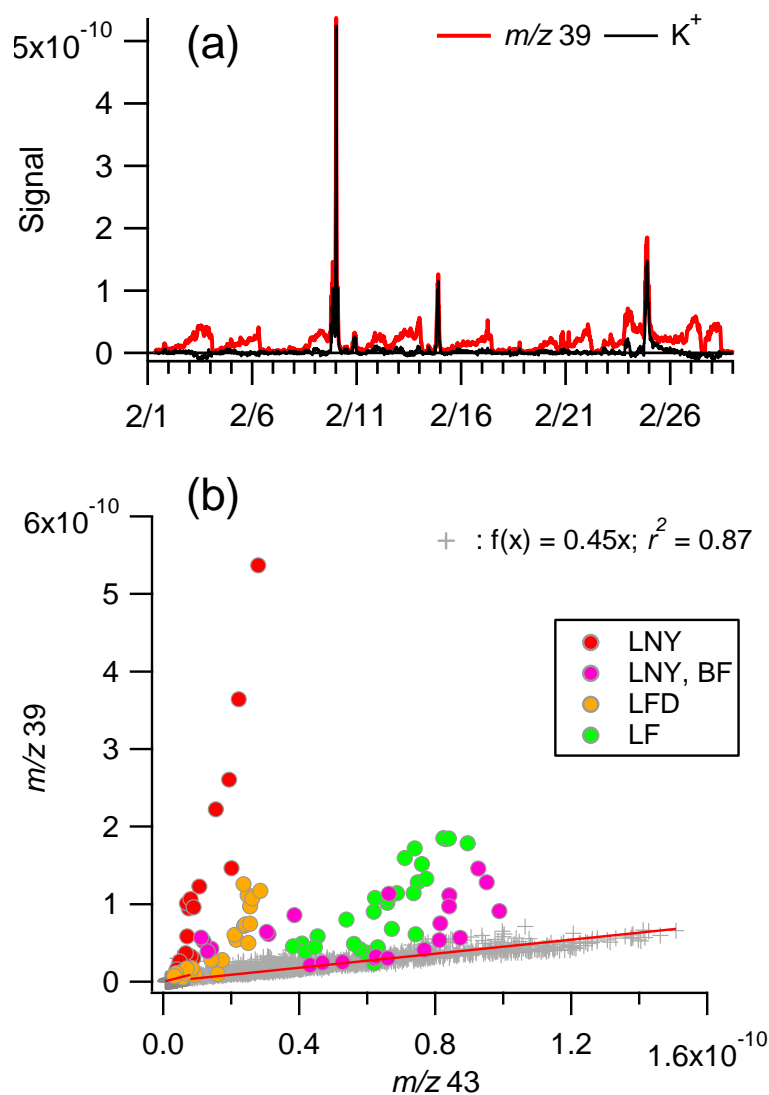 (a)
m/z 39 K⁺
5x10⁻¹⁰
4
3
2
1
0
Signal
2/1 2/6 2/11 2/16 2/21 2/26
(b)
6x10⁻¹⁰
+ : f(x) = 0.45x; r² = 0.87
5
4
3
2
1
0
m/z 39
LNY
LNY, BF
LFD
LF
0.0 0.4 0.8 1.2 1.6x10⁻¹⁰
m/z 43